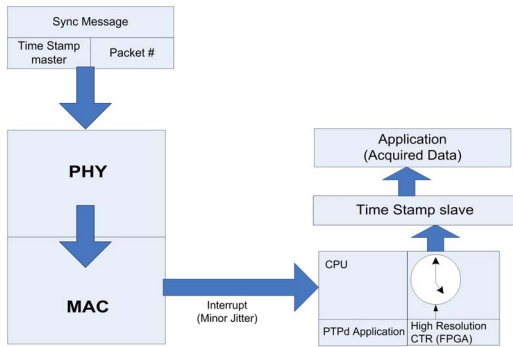 Sync Message
Time Stamp
master
Packet #
PHY
MAC
Interrupt
(Minor Jitter)
Application
(Acquired Data)
Time Stamp slave
CPU
PTPd Application
High Resolution
CTR (FPGA)